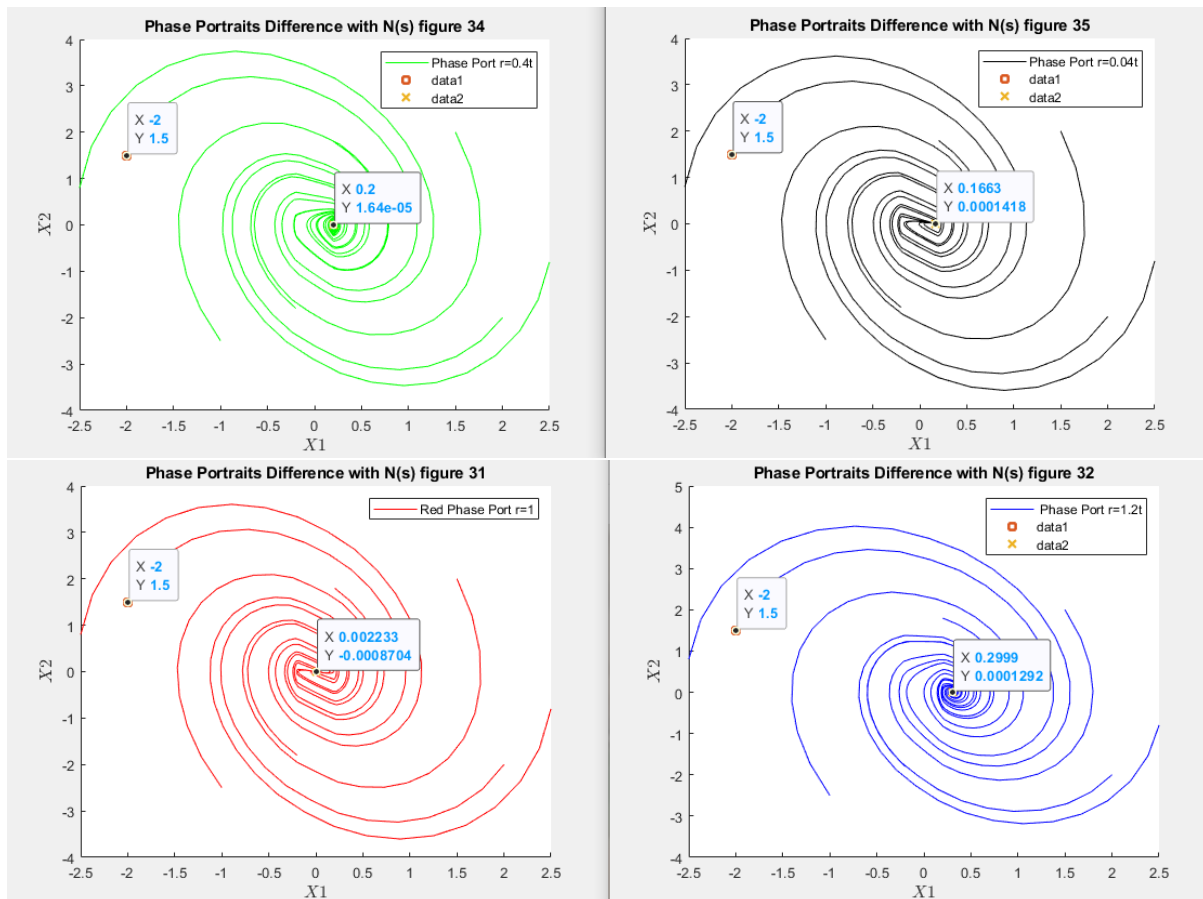 Phase Portraits Difference with N(s) figure 34
4
3
2
1
0
-1
-2
-3
-4
X2
Phase Port r=0.4t
data1
data2
X -2
Y 1.5
X 0.2
Y 1.64e-05
-2.5 -2 -1.5 -1 -0.5 0 0.5 1 1.5 2 2.5
X1
Phase Portraits Difference with N(s) figure 35
4
3
2
1
0
-1
-2
-3
-4
X2
Phase Port r=0.04t
data1
data2
X -2
Y 1.5
X 0.1663
Y 0.0001418
-2.5 -2 -1.5 -1 -0.5 0 0.5 1 1.5 2 2.5
X1
Phase Portraits Difference with N(s) figure 31
4
3
2
1
0
-1
-2
-3
-4
X2
Red Phase Port r=1
X -2
Y 1.5
X 0.002233
Y -0.0008704
-2.5 -2 -1.5 -1 -0.5 0 0.5 1 1.5 2 2.5
X1
Phase Portraits Difference with N(s) figure 32
5
4
3
2
1
0
-1
-2
-3
-4
X2
Phase Port r=1.2t
data1
data2
X -2
Y 1.5
X 0.2999
Y 0.0001292
-2.5 -2 -1.5 -1 -0.5 0 0.5 1 1.5 2 2.5
X1